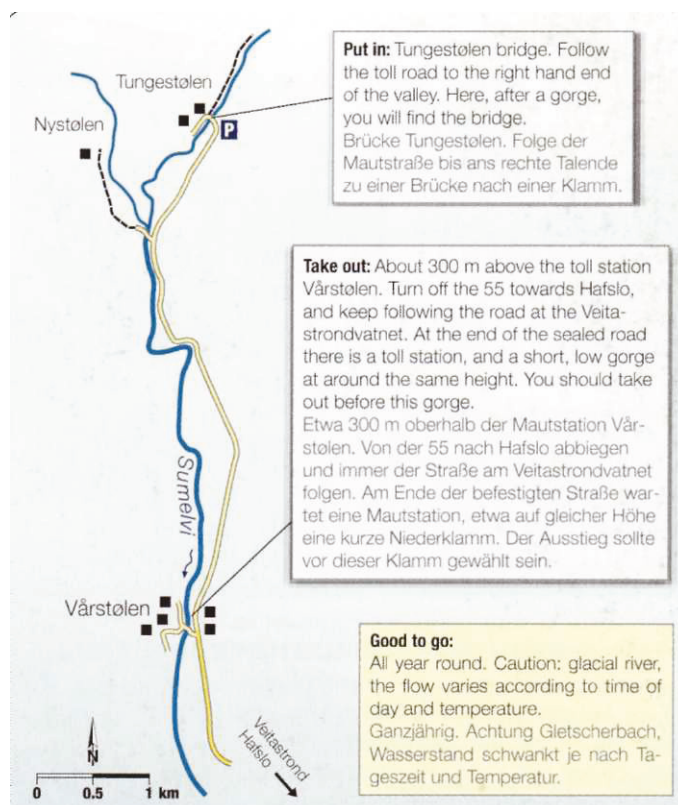 Put in: Tungestølen bridge. Follow
the toll road to the right hand end
of the valley. Here, after a gorge,
you will find the bridge.
Brücke Tungestølen. Folge der
Mautstraße bis ans rechte Talende
zu einer Brücke nach einer Klamm.
Tungestølen
Nystølen
P
Take out: About 300 m above the toll station
Vårstølen. Turn off the 55 towards Hafslo,
and keep following the road at the Veita-
strondvatnet. At the end of the sealed road
there is a toll station, and a short, low gorge
at around the same height. You should take
out before this gorge.
Etwa 300 m oberhalb der Mautstation Vår-
stølen. Von der 55 nach Hafslo abbiegen
und immer der Straße am Veitastrondvatnet
folgen. Am Ende der befestigten Straße war-
tet eine Mautstation, etwa auf gleicher Höhe
eine kurze Niederklamm. Der Ausstieg sollte
vor dieser Klamm gewählt sein.
Sumelvi
Vårstølen
Good to go:
All year round. Caution: glacial river,
the flow varies according to time of
day and temperature.
Ganzjährig. Achtung Gletscherbach,
Wasserstand schwankt je nach Ta-
geszeit und Temperatur.
Veitastrond
Hafslo
N
0 0.5 1 km